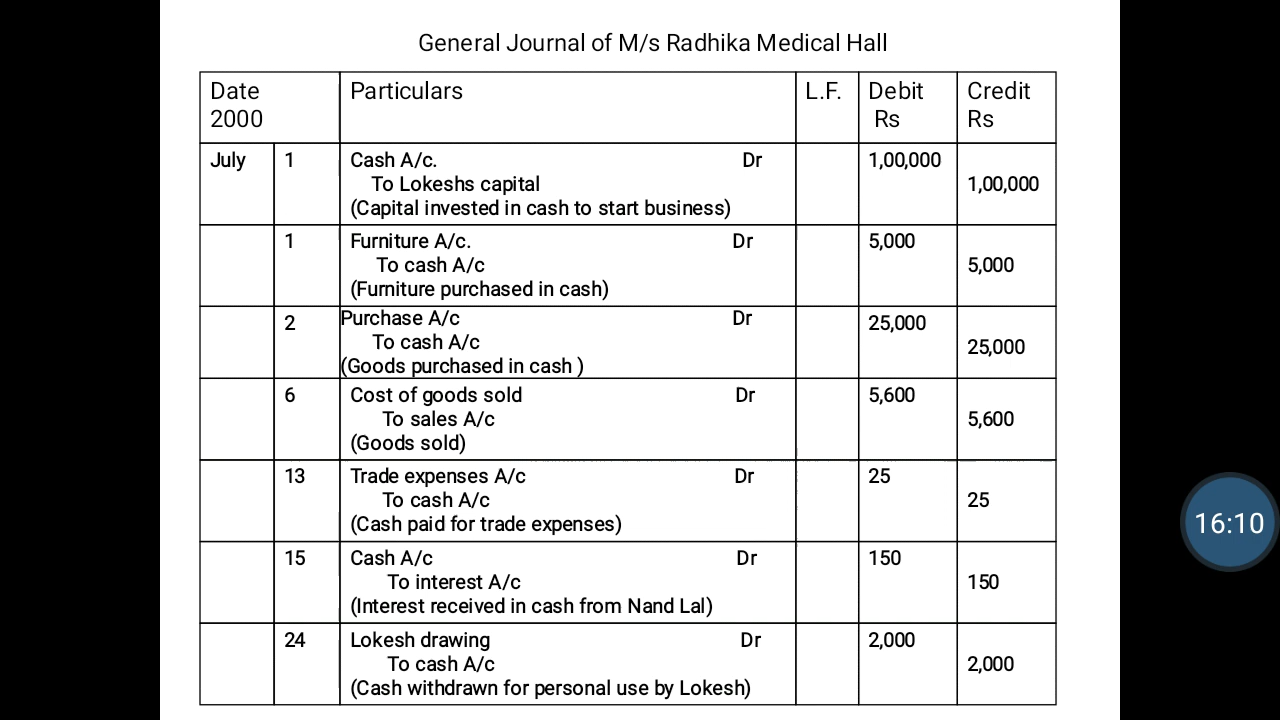 General Journal of M/s Radhika Medical Hall
Date 2000 Particulars L.F. Debit Rs Credit Rs
July 1 Cash A/c. Dr 1,00,000
To Lokeshs capital 1,00,000
(Capital invested in cash to start business)
1 Furniture A/c. Dr 5,000
To cash A/c 5,000
(Furniture purchased in cash)
2 Purchase A/c Dr 25,000
To cash A/c 25,000
(Goods purchased in cash )
6 Cost of goods sold Dr 5,600
To sales A/c 5,600
(Goods sold)
13 Trade expenses A/c Dr 25
To cash A/c 25
(Cash paid for trade expenses)
15 Cash A/c Dr 150
To interest A/c 150
(Interest received in cash from Nand Lal)
24 Lokesh drawing Dr 2,000
To cash A/c 2,000
(Cash withdrawn for personal use by Lokesh)
16:10